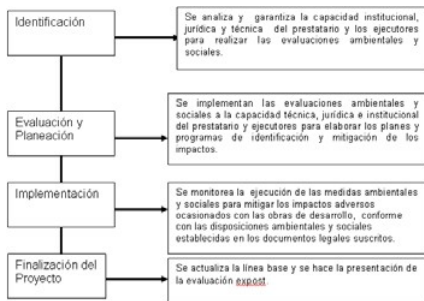 Identificación
Se analiza y garantiza la capacidad institucional,
jurídica y técnica del prestatario y los ejecutores
para realizar las evaluaciones ambientales y
sociales.
Evaluación y
Planeación
Se implementan las evaluaciones ambientales y
sociales a la capacidad técnica, jurídica e institucional
del prestatario y ejecutores para elaborar los planes y
programas de identificación y mitigación de los
impactos.
Implementación
Se monitorea la ejecución de las medidas ambientales
y sociales para mitigar los impactos adversos
ocasionados con las obras de desarrollo, conforme
con las disposiciones ambientales y sociales
establecidas en los documentos legales suscritos.
Finalización del
Proyecto
Se actualiza la línea base y se hace la presentación de
la evaluación expost.